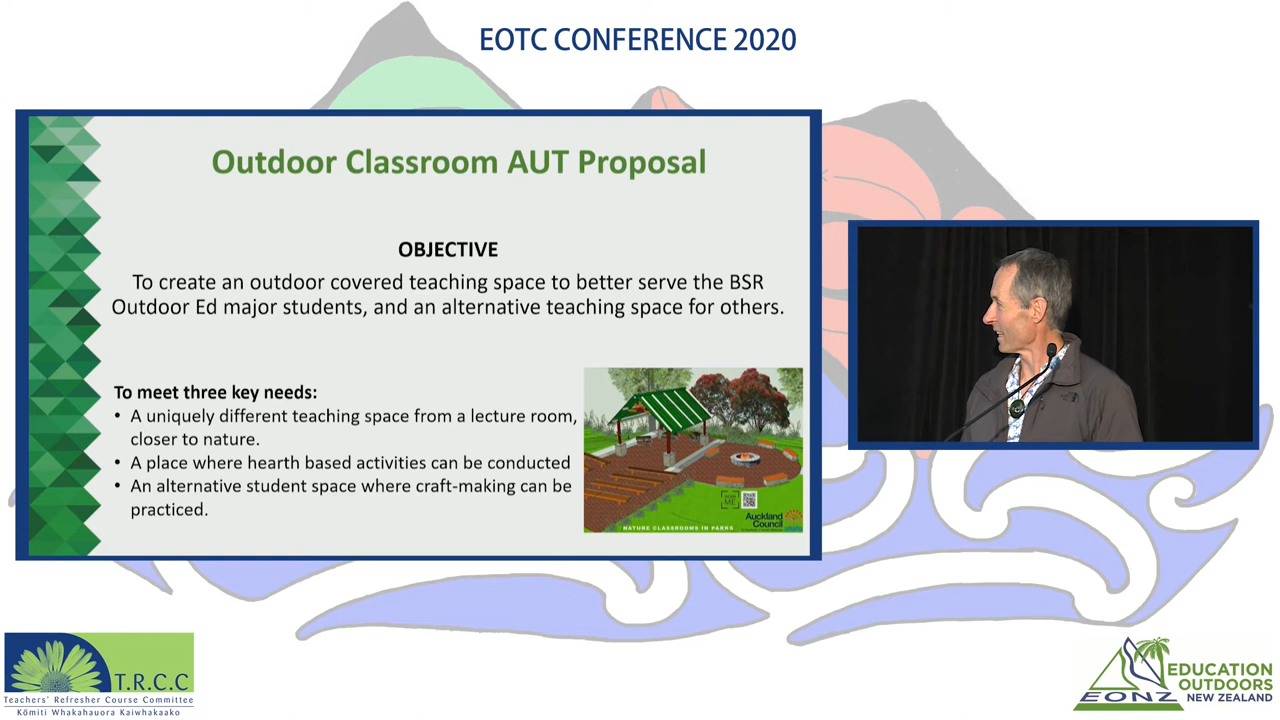 EOTC CONFERENCE 2020
Outdoor Classroom AUT Proposal
OBJECTIVE
To create an outdoor covered teaching space to better serve the BSR
Outdoor Ed major students, and an alternative teaching space for others.
To meet three key needs:
• A uniquely different teaching space from a lecture room,
closer to nature.
• A place where hearth based activities can be conducted
• An alternative student space where craft-making can be
practiced.
SCAN
ME
Auckland
Council
NATURE CLASSROOMS IN PARKS
T.R.C.C
Teachers' Refresher Course Committee
Kōmiti Whakahauora Kaiwhakaako
EONZ
EDUCATION
OUTDOORS
NEW ZEALAND